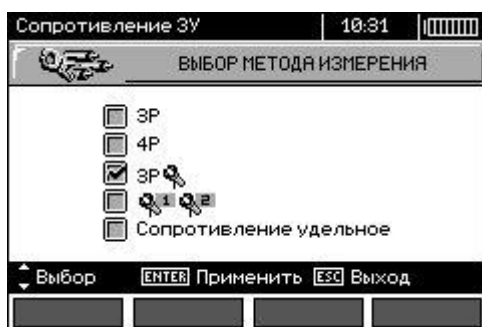 Сопротивление ЗУ 10:31
ВЫБОР МЕТОДА ИЗМЕРЕНИЯ
3P
4P
3P
1 2
Сопротивление удельное
Выбор ENTER Применить ESC Выход